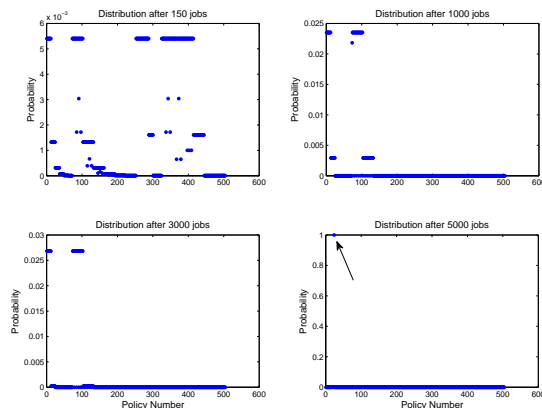 Distribution after 150 jobs
x 10⁻³
6
5
4
3
2
1
0
Probability
0 100 200 300 400 500 600
Distribution after 1000 jobs
0.025
0.02
0.015
0.01
0.005
0
Probability
0 100 200 300 400 500 600
Distribution after 3000 jobs
0.03
0.025
0.02
0.015
0.01
0.005
0
Probability
0 100 200 300 400 500 600
Policy Number
Distribution after 5000 jobs
1
0.8
0.6
0.4
0.2
0
Probability
0 100 200 300 400 500 600
Policy Number